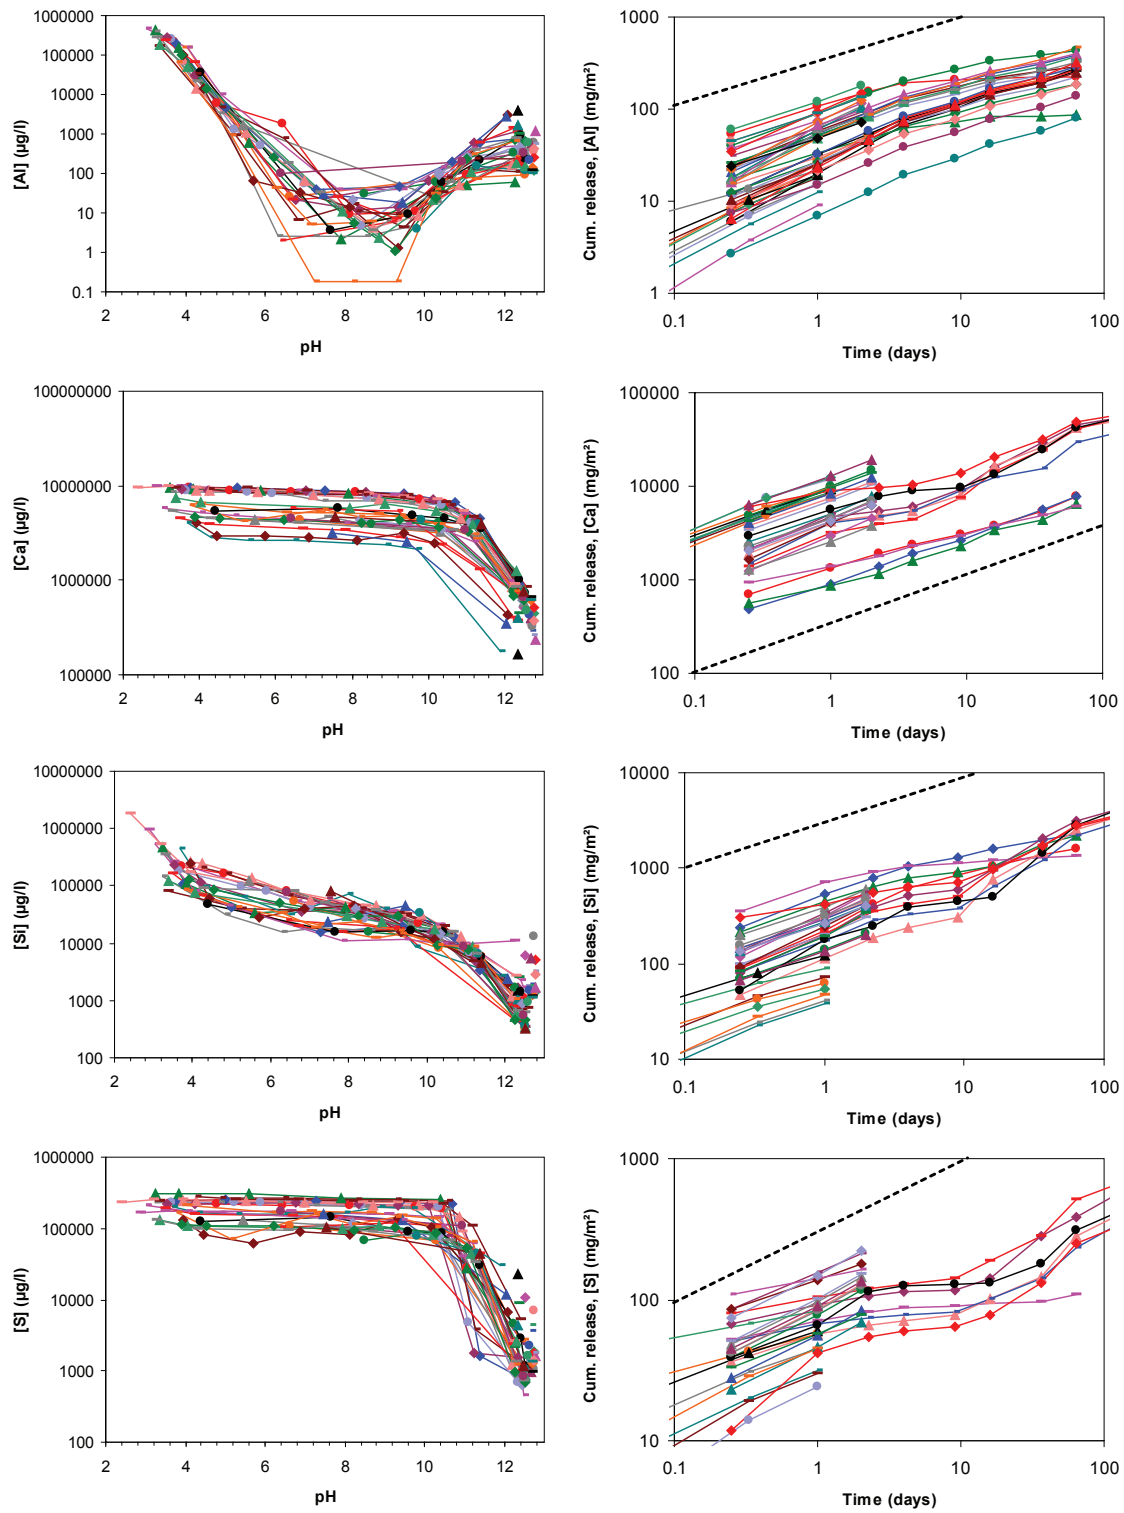 1000000
100000
10000
1000
100
10
1
0.1
[Al] (µg/l)
2 4 6 8 10 12
pH
1000
100
10
1
Cum. release, [Al] (mg/m²)
0.1 1 10 100
Time (days)
100000000
10000000
1000000
100000
[Ca] (µg/l)
2 4 6 8 10 12
pH
100000
10000
1000
100
Cum. release, [Ca] (mg/m²)
0.1 1 10 100
Time (days)
10000000
1000000
100000
10000
1000
100
[Si] (µg/l)
2 4 6 8 10 12
pH
10000
1000
100
10
Cum. release, [Si] (mg/m²)
0.1 1 10 100
Time (days)
1000000
100000
10000
1000
100
[S] (µg/l)
2 4 6 8 10 12
pH
1000
100
10
Cum. release, [S] (mg/m²)
0.1 1 10 100
Time (days)